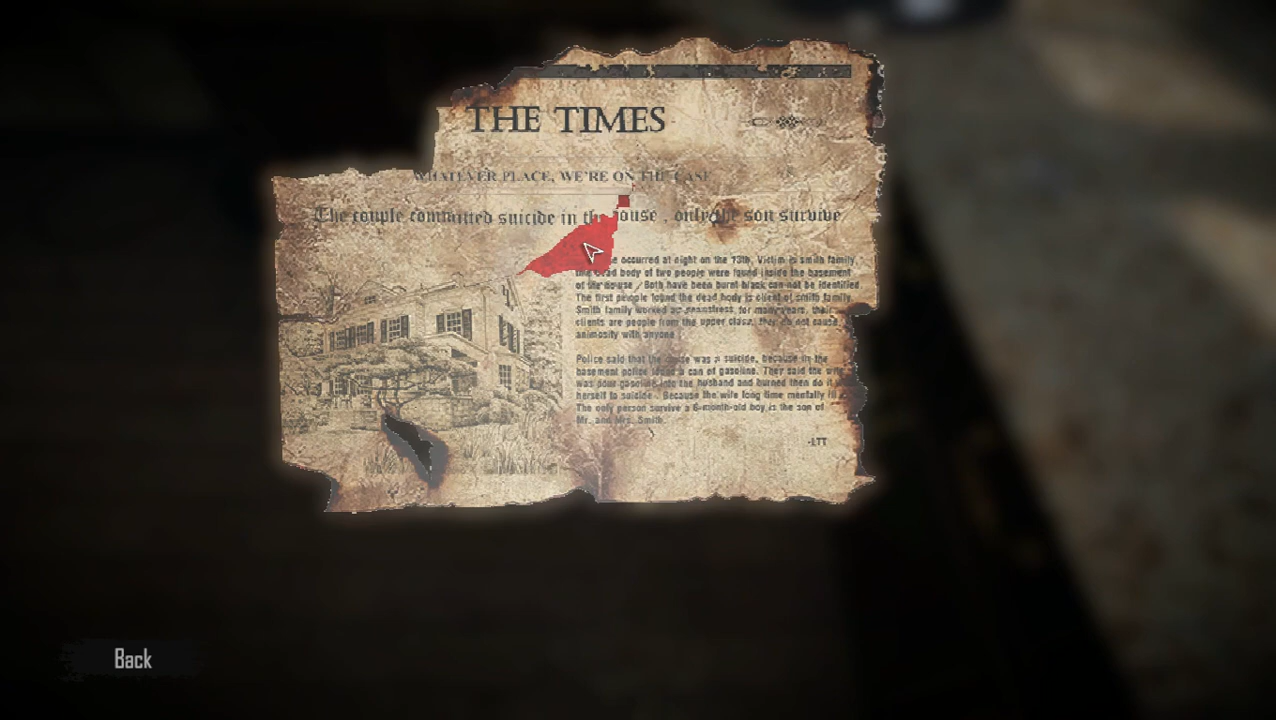 THE TIMES
WHATEVER PLACE, WE'RE ON THE CASE
The couple committed suicide in the house , only the son survive
occurred at night on the 13th, Victim is smith family,
the dead body of two people were found inside the basement
of the house / Both have been burnt black can not be identified
The first people found the dead body is client of smith family.
Smith family worked as seamstress, for many years, their
clients are people from the upper class, they do not cause
animosity with anyone .
Police said that the cause was a suicide, because in the
basement police found a can of gasoline. They said the wife
was pour gasoline into the husband and burned then do it
herself to suicide . Because the wife long time mentally
The only person survive a 6-month-old boy is the son of
Mr. and Mrs. Smith.
-LTT
Back